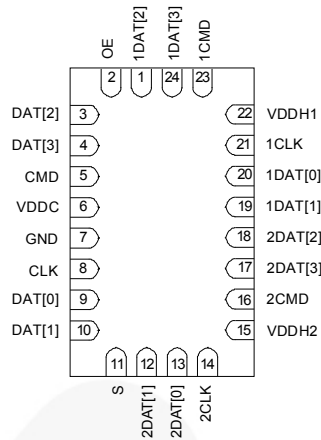 OE
1DAT[2]
1DAT[3]
1CMD
2
1
24
23
DAT[2] 3
DAT[3] 4
CMD 5
VDDC 6
GND 7
CLK 8
DAT[0] 9
DAT[1] 10
22 VDDH1
21 1CLK
20 1DAT[0]
19 1DAT[1]
18 2DAT[2]
17 2DAT[3]
16 2CMD
15 VDDH2
11
12
13
14
S
2DAT[1]
2DAT[0]
2CLK